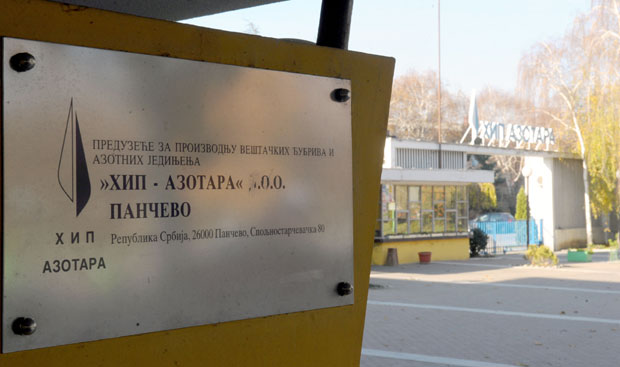 ПРЕДУЗЕЋЕ ЗА ПРОИЗВОДЊУ ВЕШТАЧКИХ ЂУБРИВА И
АЗОТНИХ ЈЕДИЊЕЊА
»ХИП - АЗОТАРА« Д.О.О.
ПАНЧЕВО
Република Србија, 26000 Панчево, Спољностарчевачка 80
ХИП
АЗОТАРА
ХИП АЗОТАРА